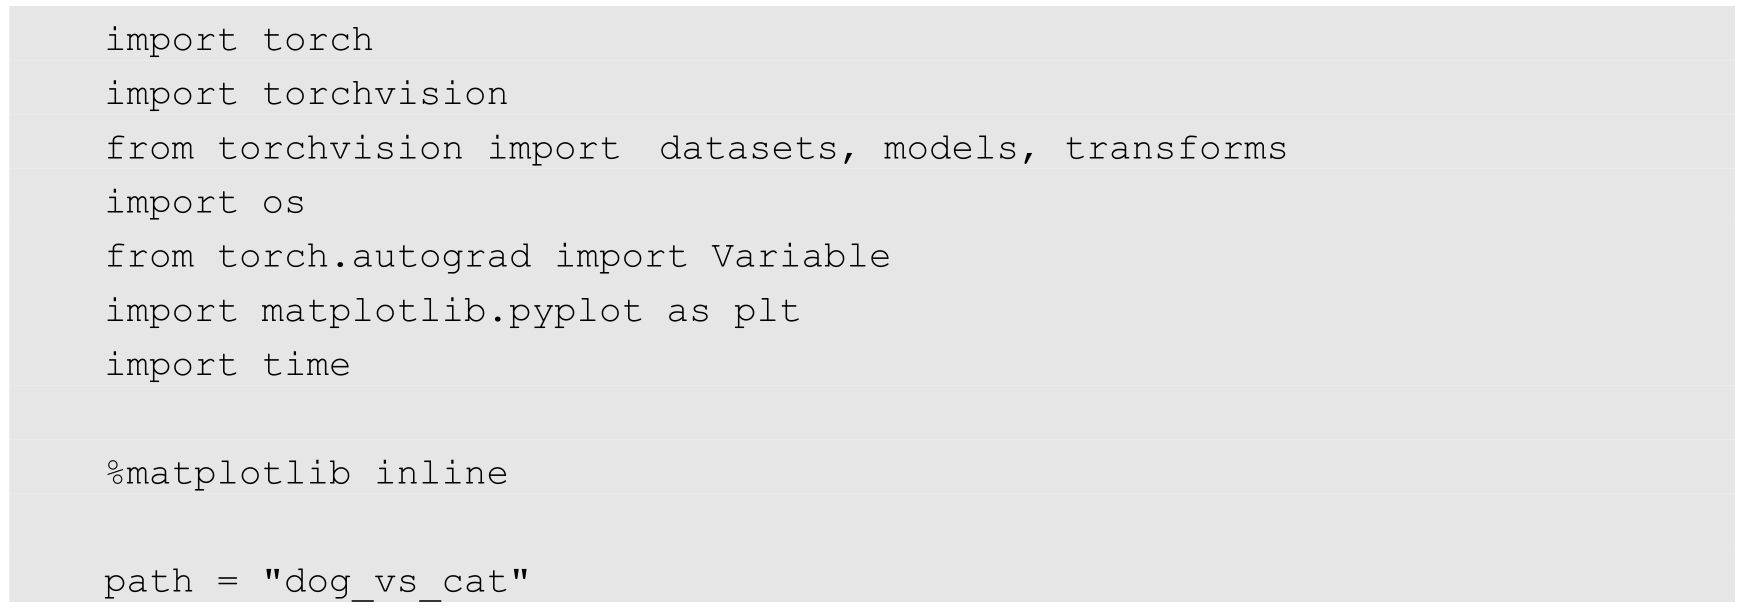 import torch
import torchvision
from torchvision import  datasets, models, transforms
import os
from torch.autograd import Variable
import matplotlib.pyplot as plt
import time
%matplotlib inline
path = "dog_vs_cat"